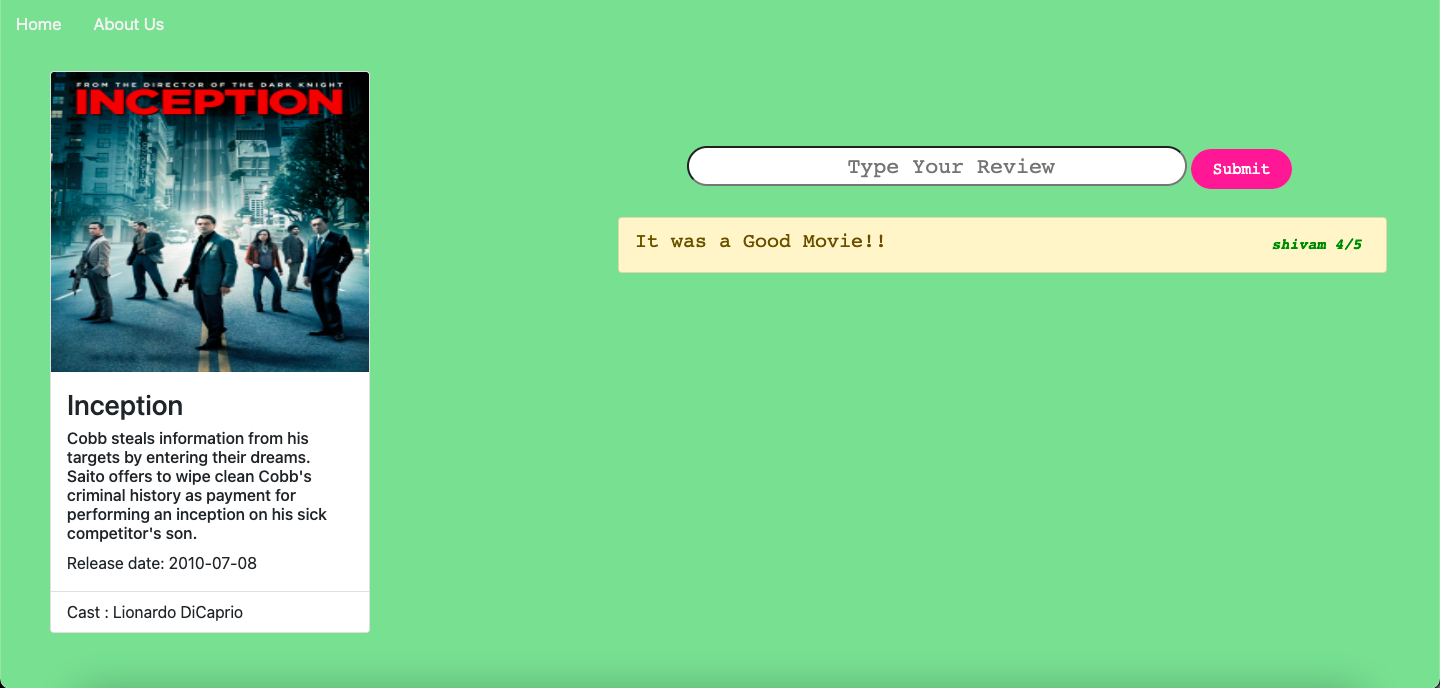 Home About Us
FROM THE DIRECTOR OF THE DARK KNIGHT
INCEPTION
Inception
Cobb steals information from his
targets by entering their dreams.
Saito offers to wipe clean Cobb's
criminal history as payment for
performing an inception on his sick
competitor's son.
Release date: 2010-07-08
Cast : Lionardo DiCaprio
Type Your Review Submit
It was a Good Movie!! shivam 4/5